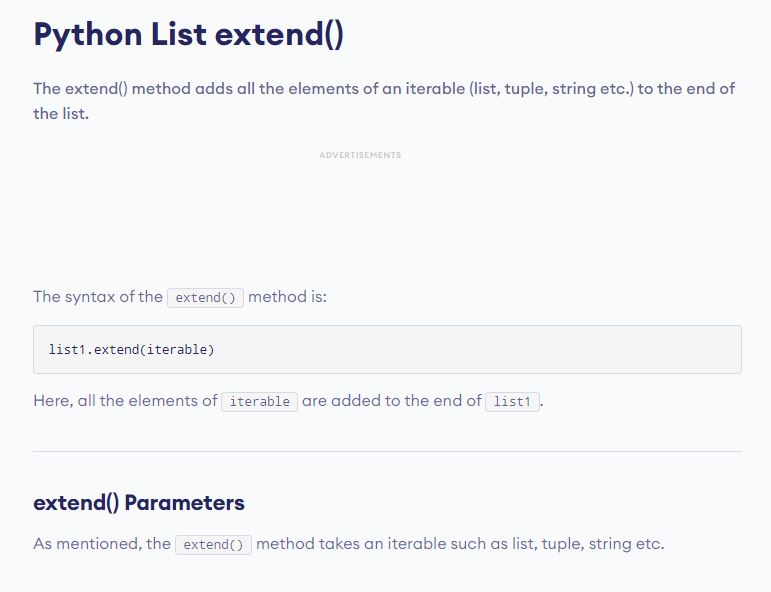 Python List extend()
The extend() method adds all the elements of an iterable (list, tuple, string etc.) to the end of
the list.
ADVERTISEMENTS
The syntax of the extend() method is:
list1.extend(iterable)
Here, all the elements of iterable are added to the end of list1.
extend() Parameters
As mentioned, the extend() method takes an iterable such as list, tuple, string etc.